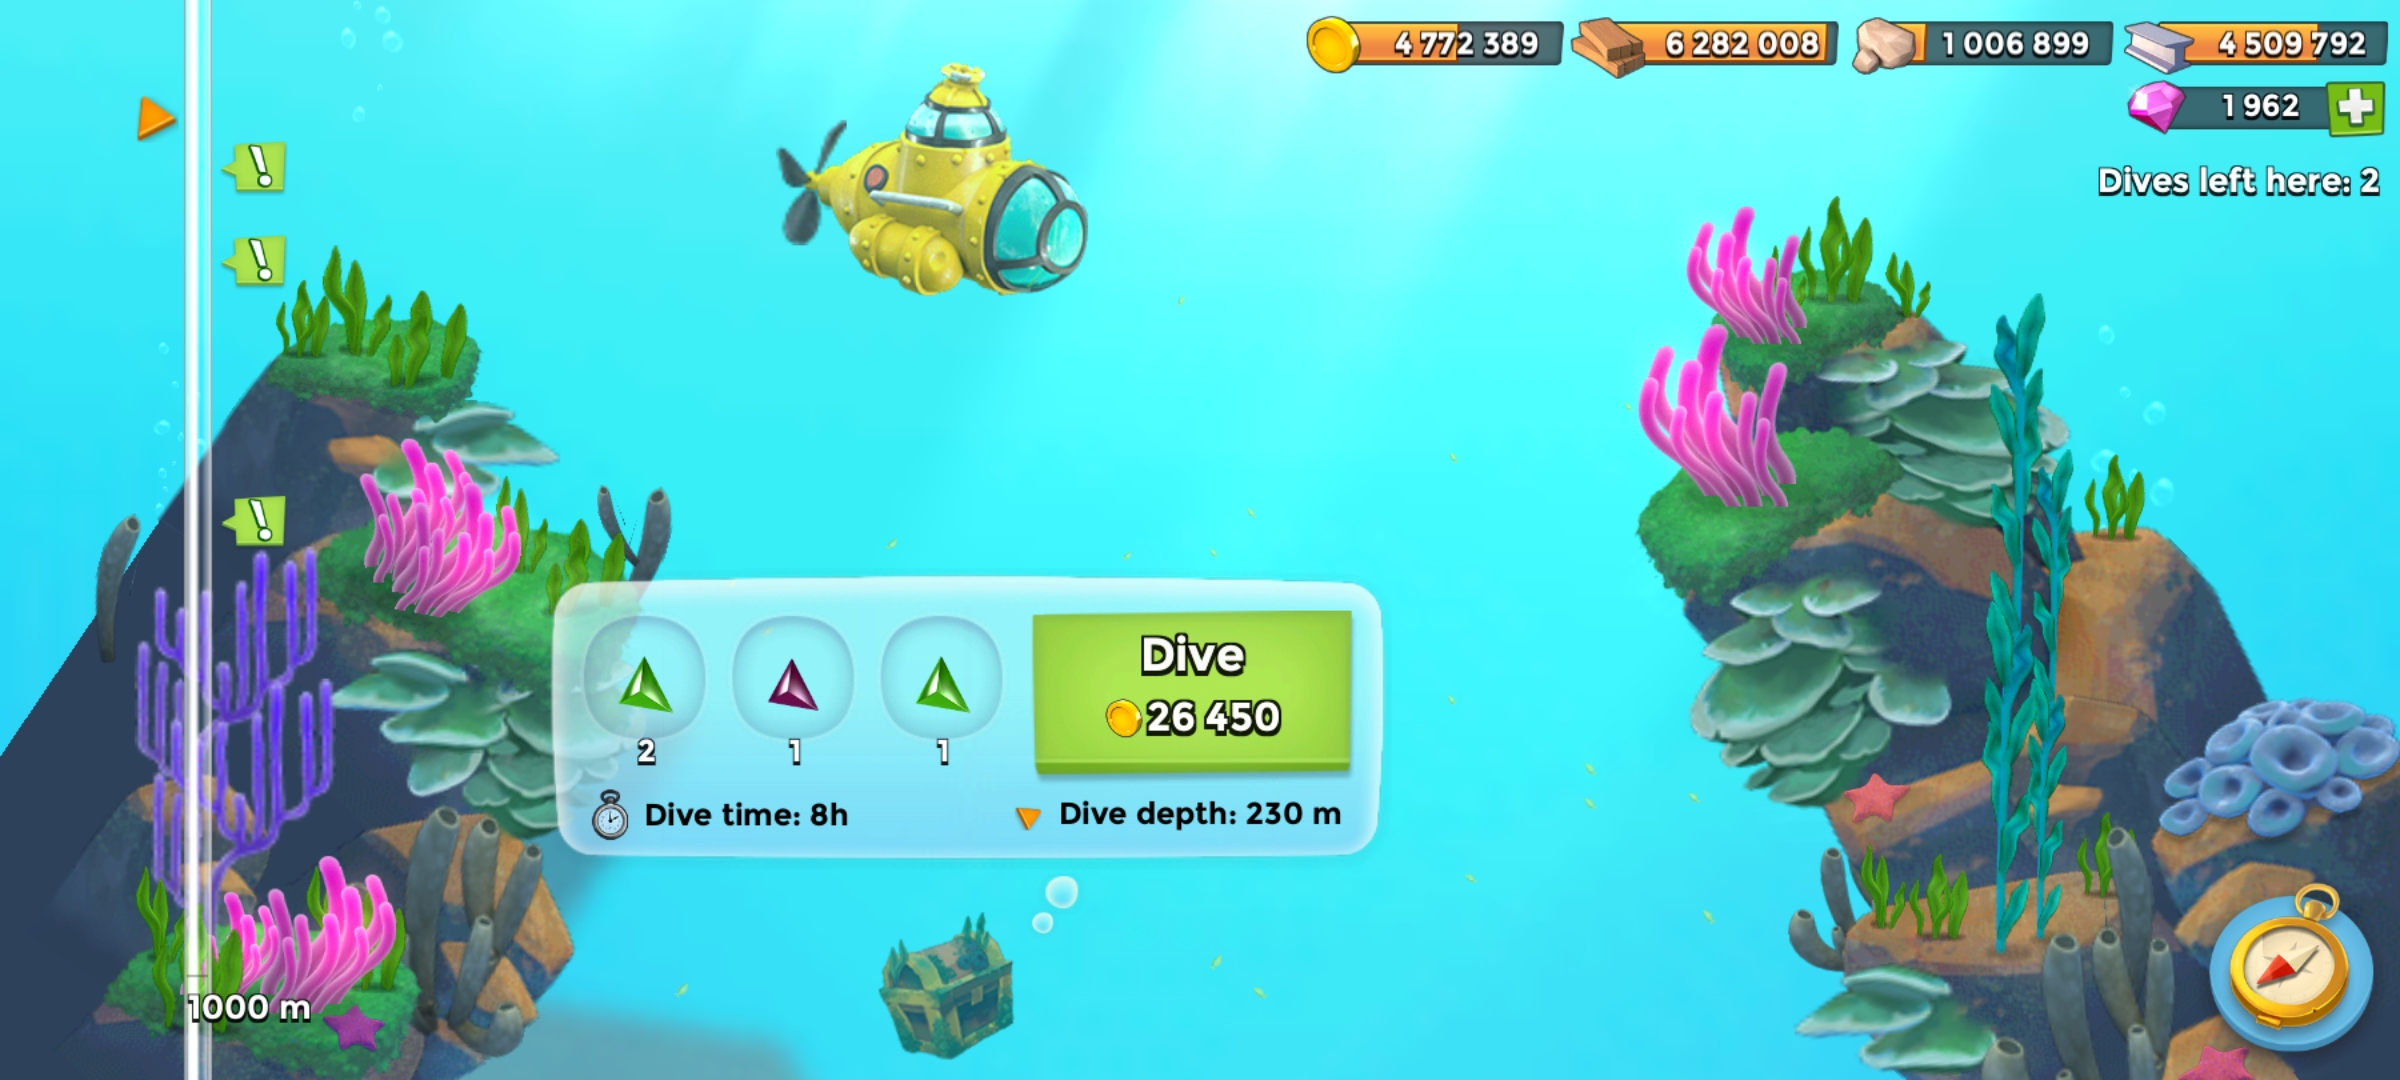 4 772 389
6 282 008
1 006 899
4 509 792
1 962
Dives left here: 2
!
!
!
Dive
26 450
2
1
1
Dive time: 8h
Dive depth: 230 m
1000 m